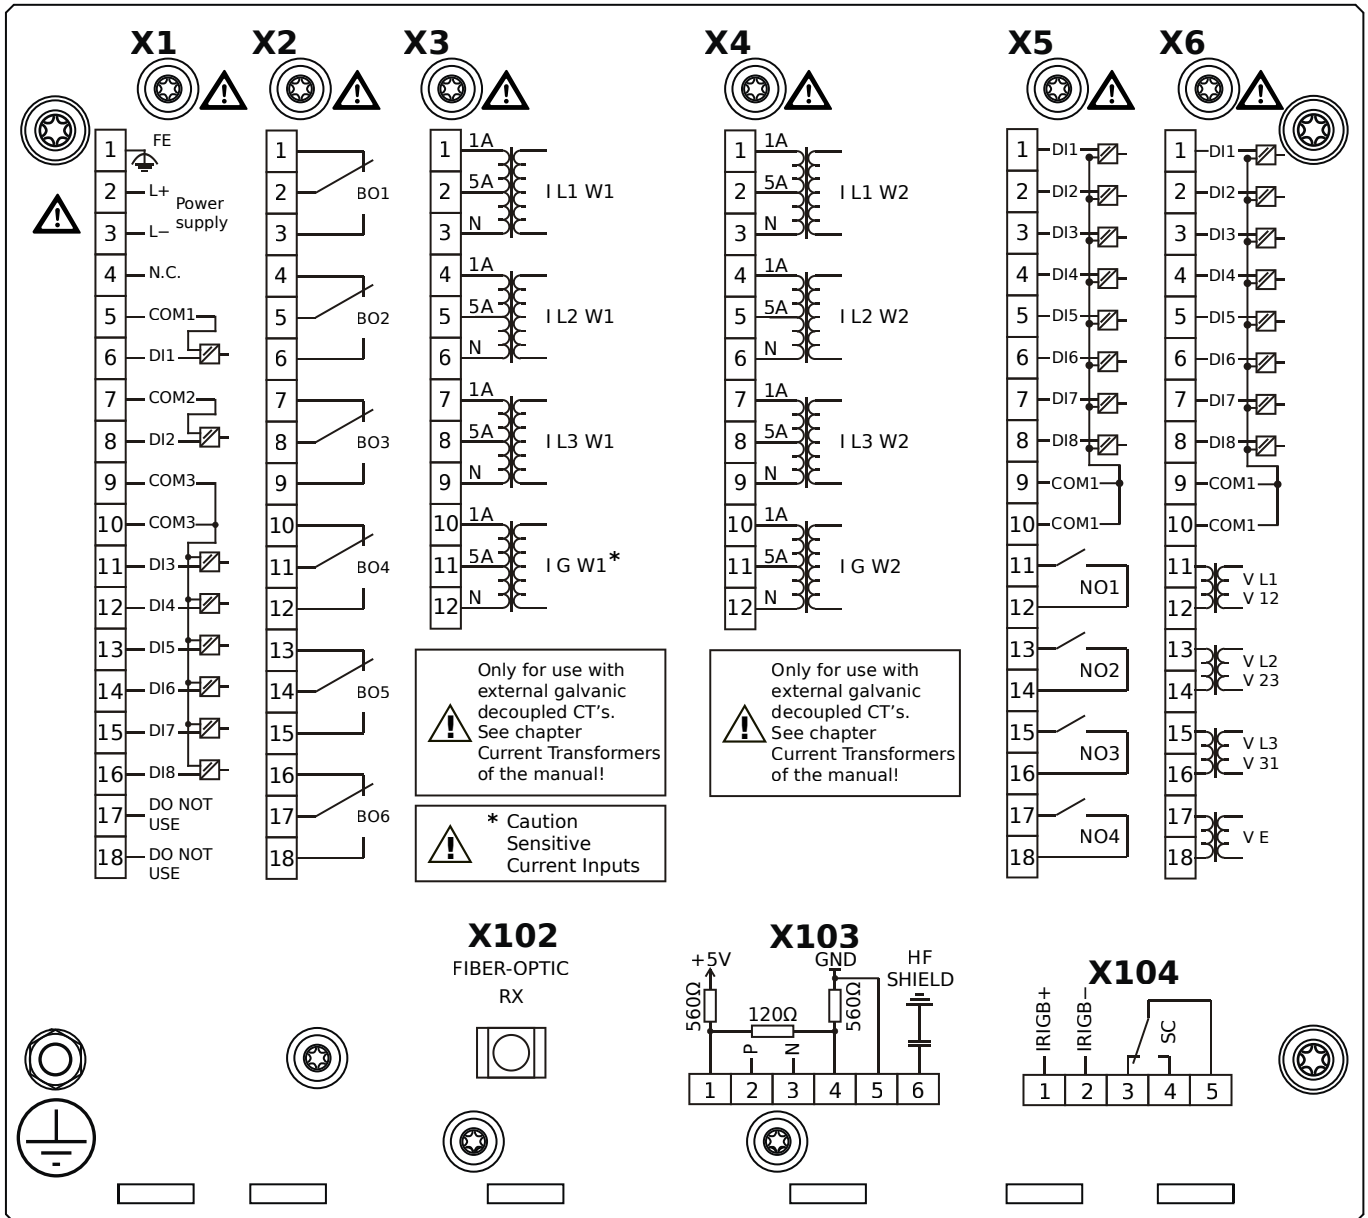 X1
1
FE
2
L+
Power
supply
3
L−
4
N.C.
5
COM1
6
DI1
7
COM2
8
DI2
9
COM3
10
COM3
11
DI3
12
DI4
13
DI5
14
DI6
15
DI7
16
DI8
17
DO NOT
USE
18
DO NOT
USE
X2
1
2
BO1
3
4
5
BO2
6
7
8
BO3
9
10
11
BO4
12
13
14
BO5
15
16
17
BO6
18
X3
1
1A
2
5A
I L1 W1
3
N
4
1A
5
5A
I L2 W1
6
N
7
1A
8
5A
I L3 W1
9
N
10
1A
11
5A
I G W1*
12
N
Only for use with
external galvanic
decoupled CT's.
See chapter
Current Transformers
of the manual!
* Caution
Sensitive
Current Inputs
X4
1
1A
2
5A
I L1 W2
3
N
4
1A
5
5A
I L2 W2
6
N
7
1A
8
5A
I L3 W2
9
N
10
1A
11
5A
I G W2
12
N
Only for use with
external galvanic
decoupled CT's.
See chapter
Current Transformers
of the manual!
X5
1
DI1
2
DI2
3
DI3
4
DI4
5
DI5
6
DI6
7
DI7
8
DI8
9
COM1
10
COM1
11
NO1
12
13
NO2
14
15
NO3
16
17
NO4
18
X6
1
DI1
2
DI2
3
DI3
4
DI4
5
DI5
6
DI6
7
DI7
8
DI8
9
COM1
10
COM1
11
V L1
V 12
12
13
V L2
V 23
14
15
V L3
V 31
16
17
V E
18
X102
FIBER-OPTIC
RX
X103
+5V
GND
HF
SHIELD
560Ω
120Ω
560Ω
P
N
1 2 3 4 5 6
X104
IRIGB+
IRIGB−
SC
1 2 3 4 5